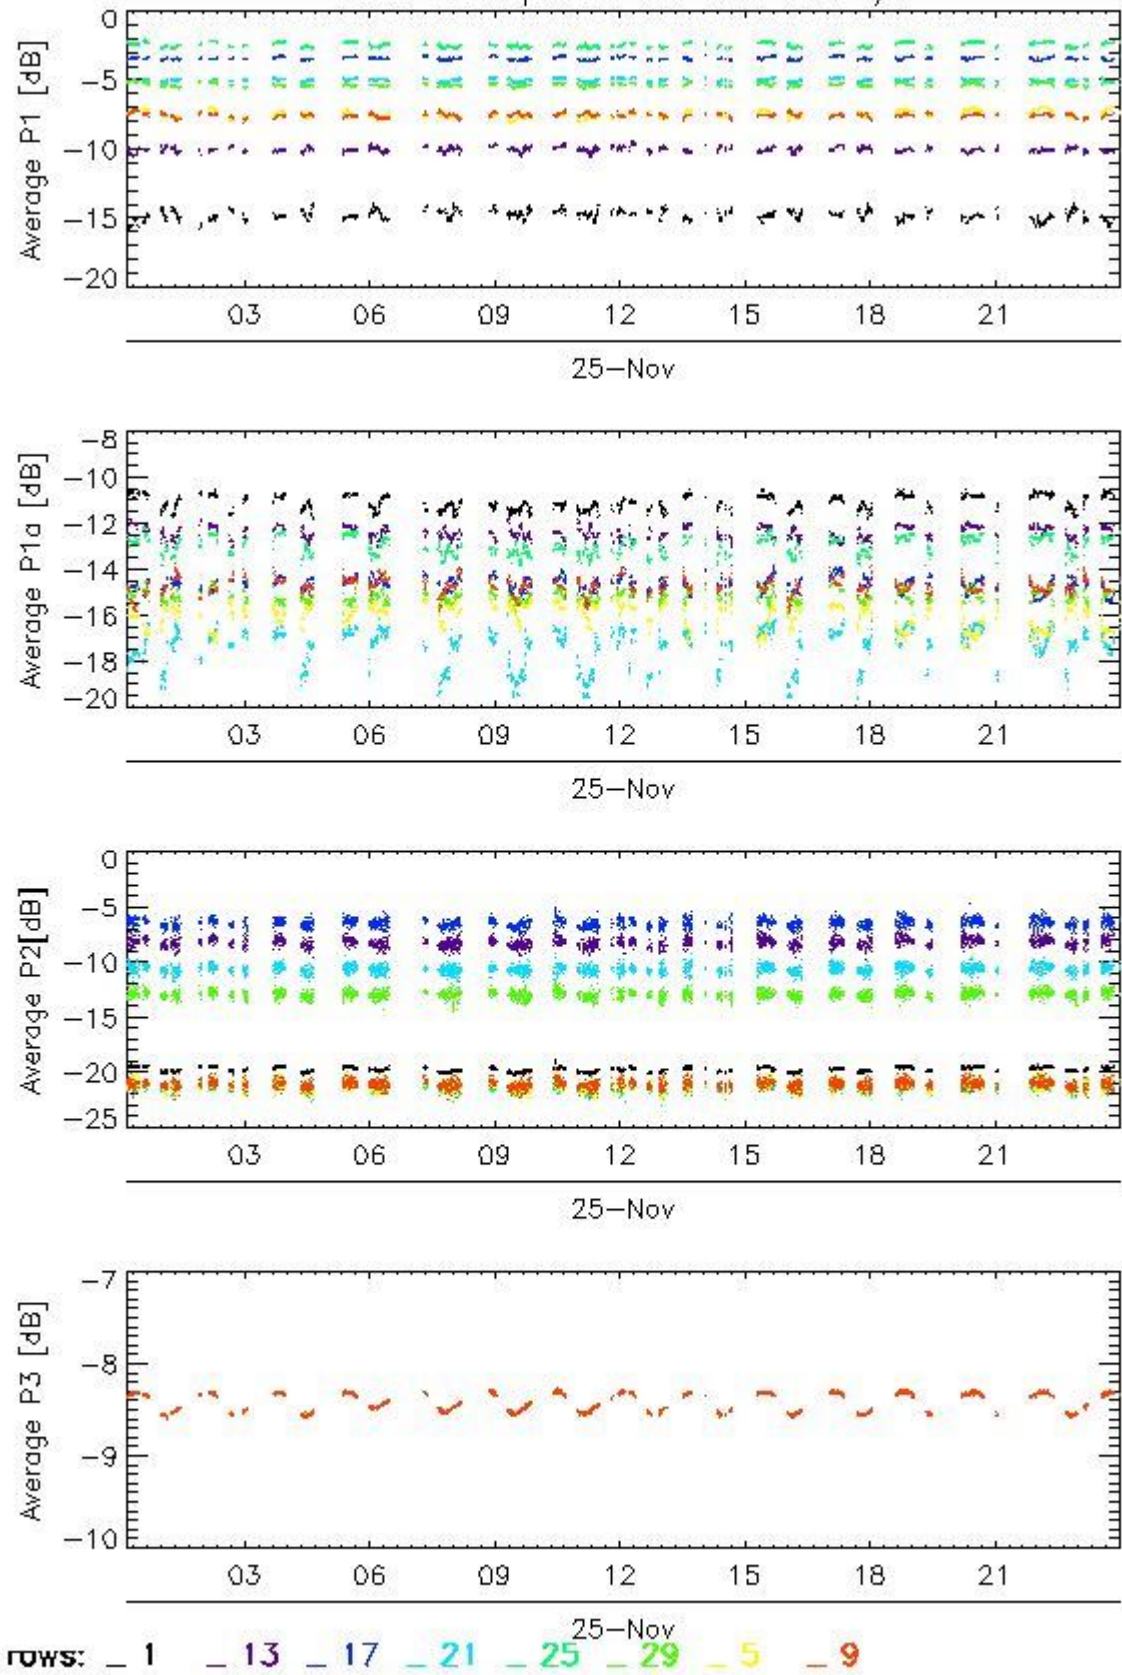 0
-5
-10
-15
-20
Average P1 [dB]
03 06 09 12 15 18 21
25-Nov
-8
-10
-12
-14
-16
-18
-20
Average P1a [dB]
03 06 09 12 15 18 21
25-Nov
0
-5
-10
-15
-20
-25
Average P2[dB]
03 06 09 12 15 18 21
25-Nov
-7
-8
-9
-10
Average P3 [dB]
03 06 09 12 15 18 21
25-Nov
rows: _ 1 _ 13 _ 17 _ 21 _ 25 _ 29 _ 5 _ 9